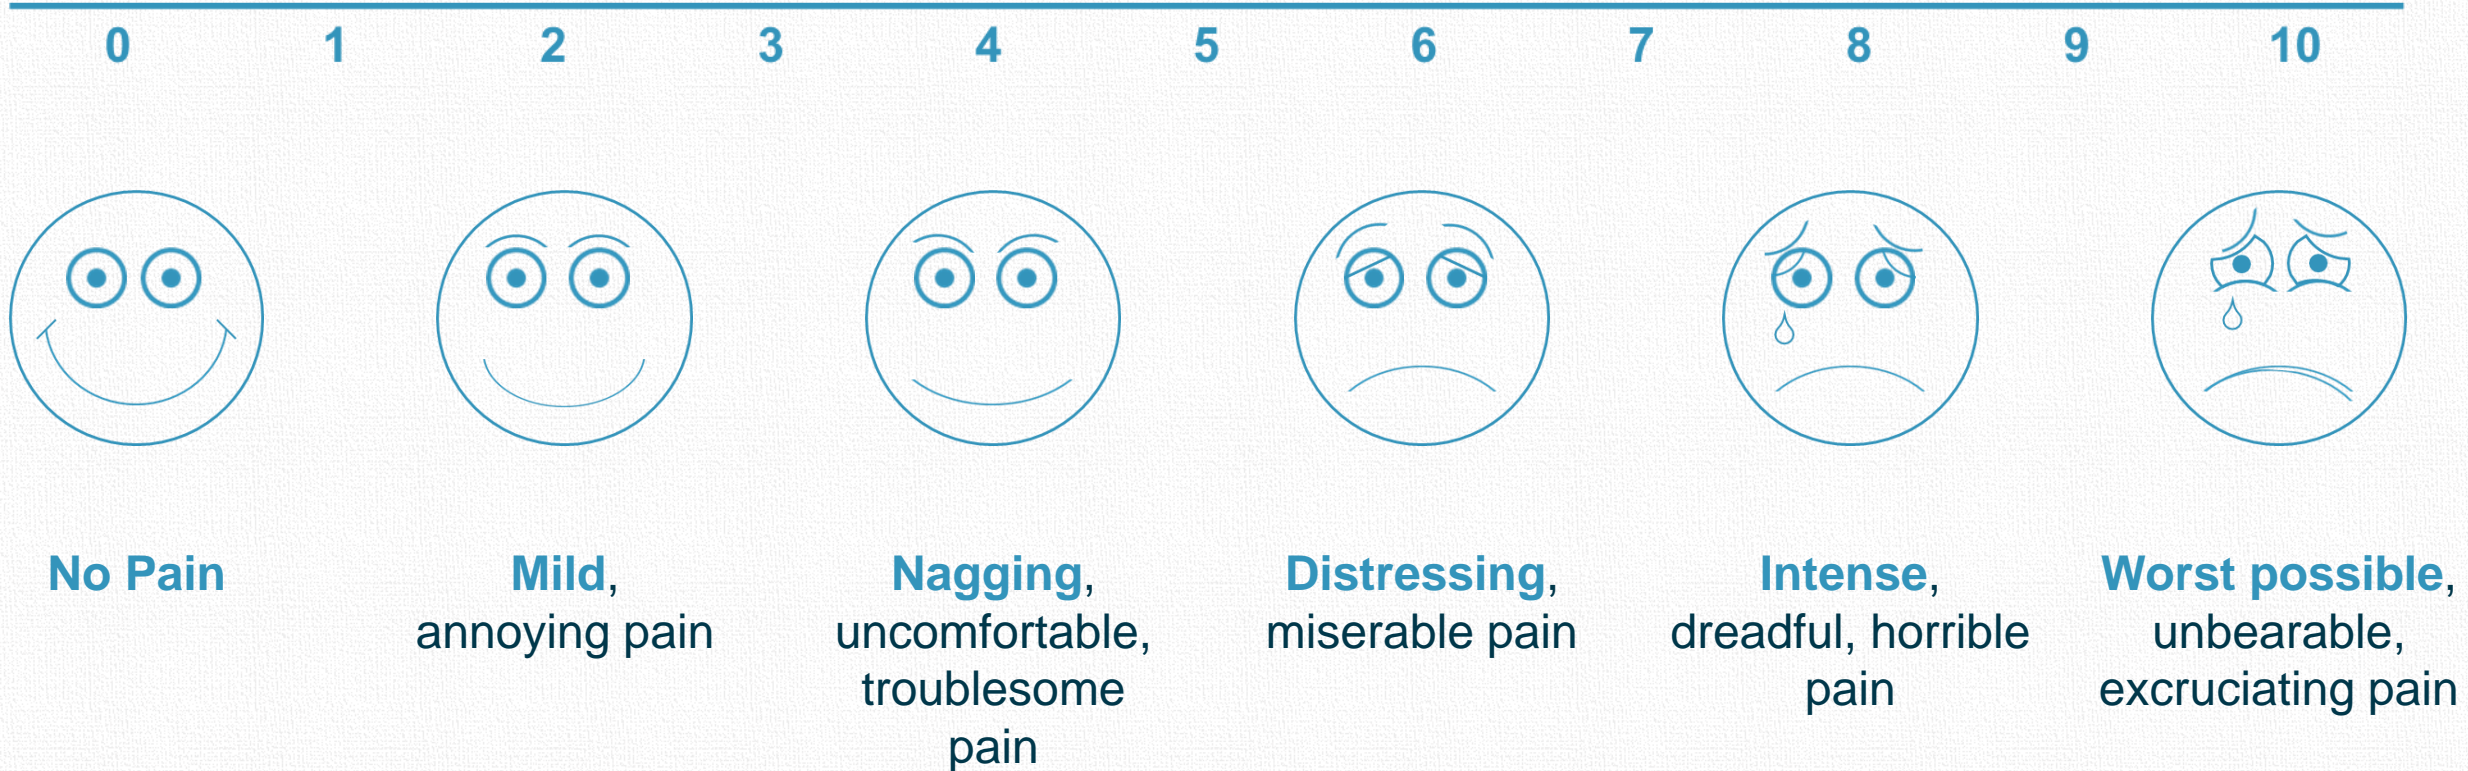 0 1 2 3 4 5 6 7 8 9 10
No Pain
Mild,
annoying pain
Nagging,
uncomfortable,
troublesome
pain
Distressing,
miserable pain
Intense,
dreadful, horrible
pain
Worst possible,
unbearable,
excruciating pain